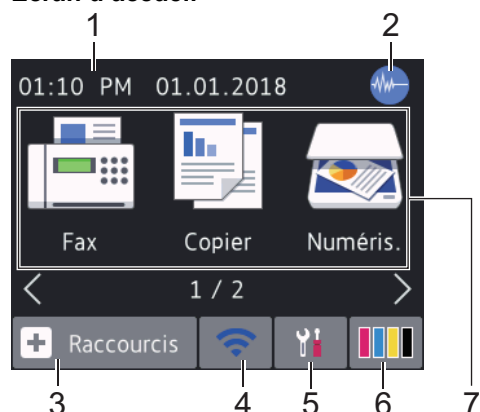 Écran d'accueil
1 2
01:10 PM 01.01.2018
Fax Copier Numéris.
1 / 2
Raccourcis
3 4 5 6 7